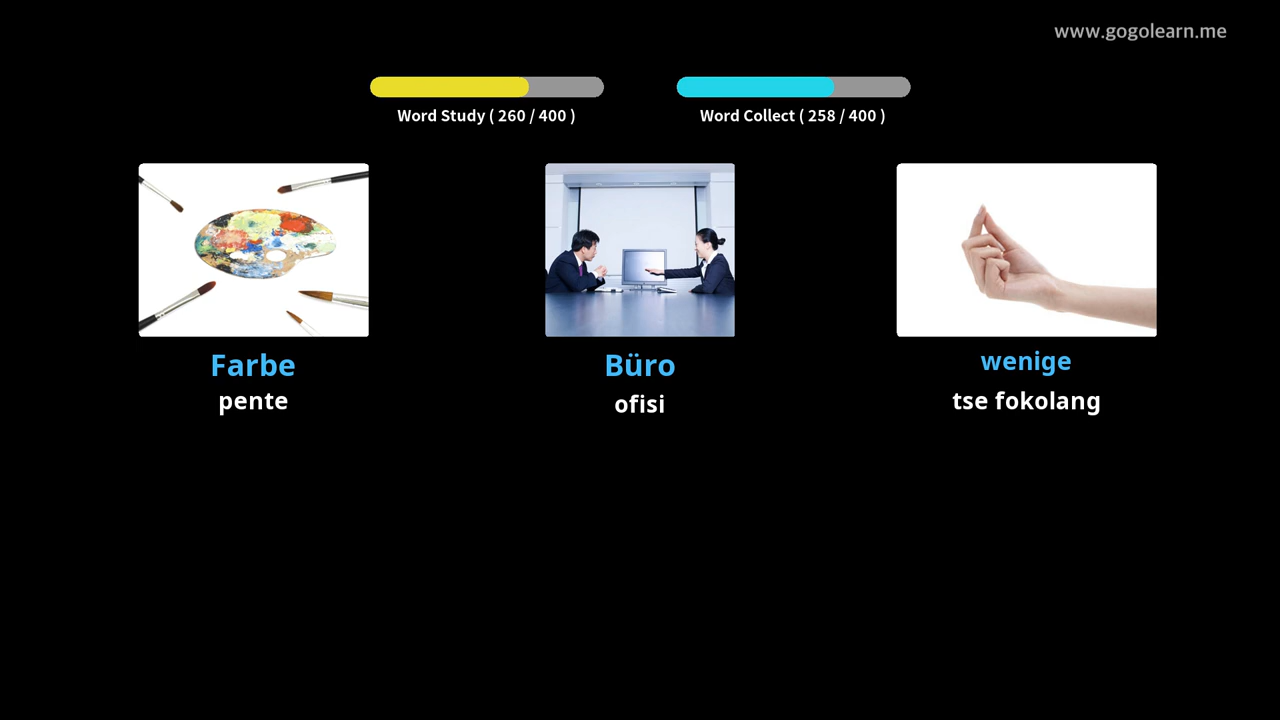 www.gogolearn.me
Word Study ( 260 / 400 )
Word Collect ( 258 / 400 )
Farbe
pente
Büro
ofisi
wenige
tse fokolang